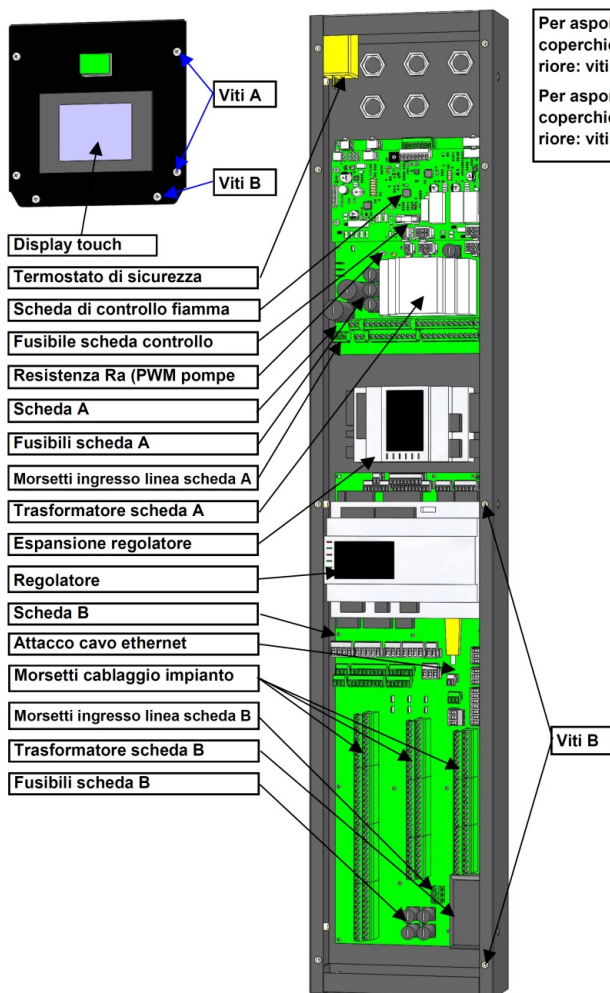 Per aspor
coperchi
riore: viti
Per aspor
coperchi
riore: viti
Viti A
Viti B
Display touch
Termostato di sicurezza
Scheda di controllo fiamma
Fusibile scheda controllo
Resistenza Ra (PWM pompe
Scheda A
Fusibili scheda A
Morsetti ingresso linea scheda A
Trasformatore scheda A
Espansione regolatore
Regolatore
Scheda B
Attacco cavo ethernet
Morsetti cablaggio impianto
Morsetti ingresso linea scheda B
Trasformatore scheda B
Fusibili scheda B
Viti B